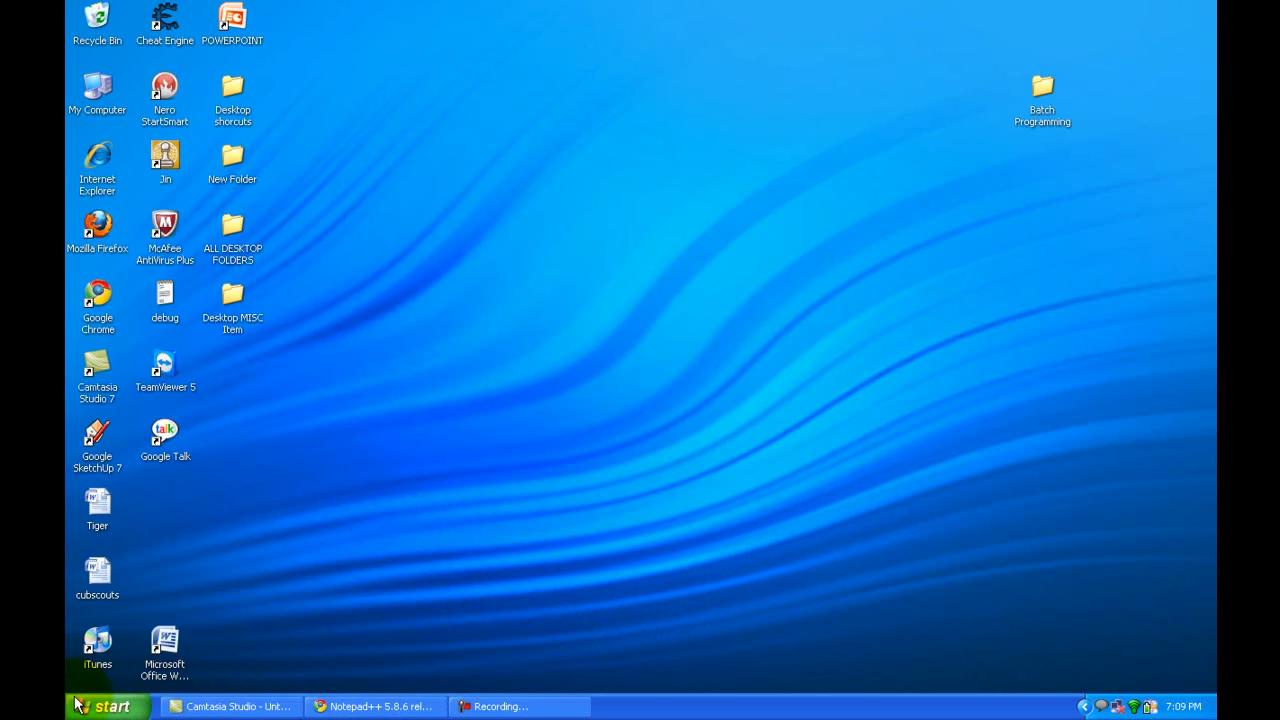 Recycle Bin
Cheat Engine
POWERPOINT
My Computer
Nero
StartSmart
Desktop
shorcuts
Batch
Programming
Internet
Explorer
Jin
New Folder
Mozilla Firefox
McAfee
AntiVirus Plus
ALL DESKTOP
FOLDERS
Google
Chrome
debug
Desktop MISC
Item
Camtasia
Studio 7
TeamViewer 5
Google
SketchUp 7
talk
Google Talk
Tiger
cubscouts
iTunes
Microsoft
Office W...
start
Camtasia Studio - Unt...
Notepad++ 5.8.6 rel...
Recording...
7:09 PM